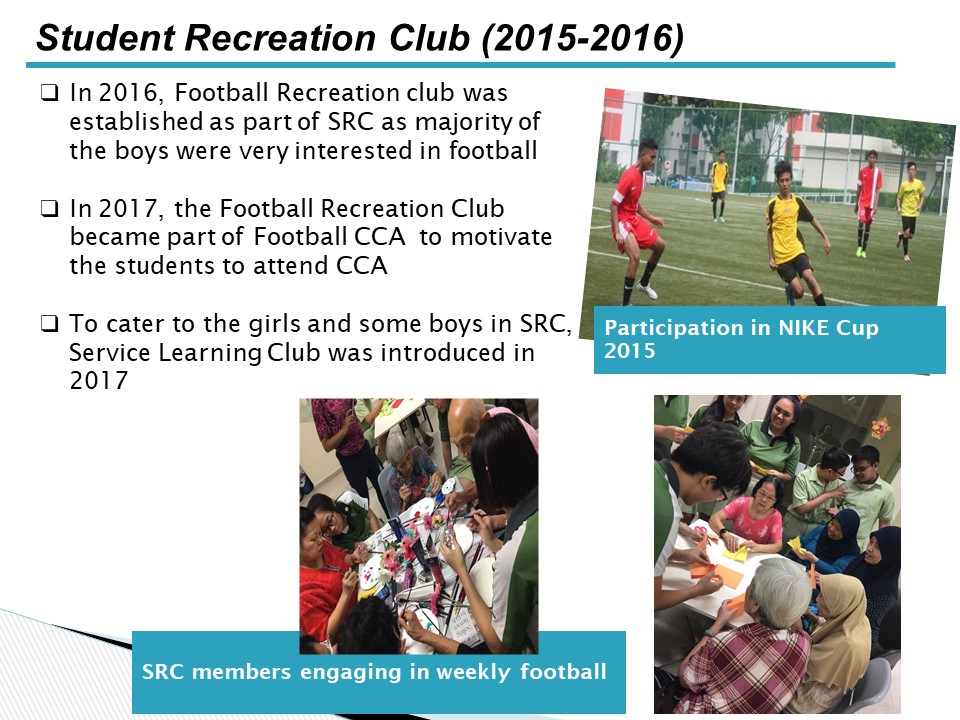 Student Recreation Club (2015-2016)
In 2016, Football Recreation club was
established as part of SRC as majority of
the boys were very interested in football
In 2017, the Football Recreation Club
became part of Football CCA to motivate
the students to attend CCA
To cater to the girls and some boys in SRC,
Service Learning Club was introduced in
2017
Participation in NIKE Cup
2015
SRC members engaging in weekly football